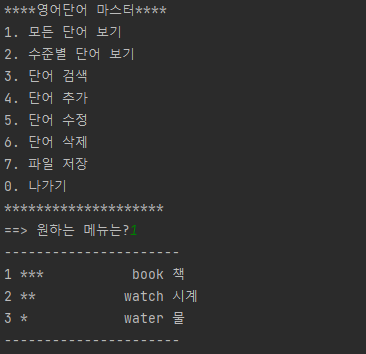 ****영어단어 마스터****
1. 모든 단어 보기
2. 수준별 단어 보기
3. 단어 검색
4. 단어 추가
5. 단어 수정
6. 단어 삭제
7. 파일 저장
0. 나가기
********************
==> 원하는 메뉴는?1
----------------------
1 ***           book 책
2 **           watch 시계
3 *            water 물
----------------------